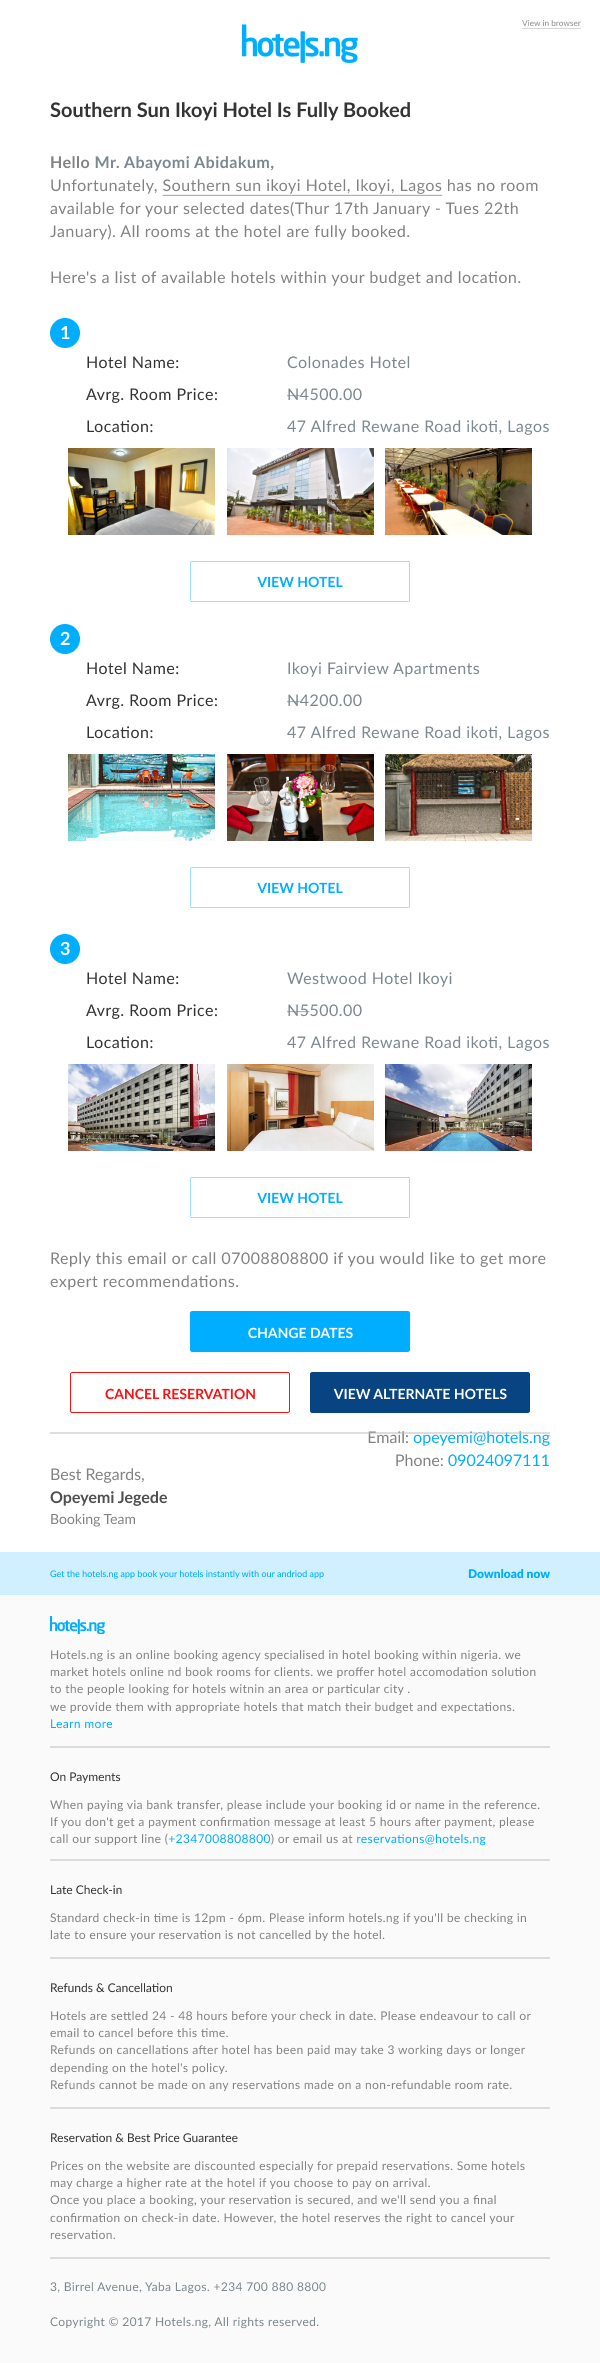 View in browser
hotels.ng
Southern Sun Ikoyi Hotel Is Fully Booked
Hello Mr. Abayomi Abidakum,
Unfortunately, Southern sun ikoyi Hotel, Ikoyi, Lagos has no room
available for your selected dates(Thur 17th January - Tues 22th
January). All rooms at the hotel are fully booked.
Here's a list of available hotels within your budget and location.
1
Hotel Name: Colonades Hotel
Avrg. Room Price: ₦4500.00
Location: 47 Alfred Rewane Road ikoti, Lagos
VIEW HOTEL
2
Hotel Name: Ikoyi Fairview Apartments
Avrg. Room Price: ₦4200.00
Location: 47 Alfred Rewane Road ikoti, Lagos
VIEW HOTEL
3
Hotel Name: Westwood Hotel Ikoyi
Avrg. Room Price: ₦5500.00
Location: 47 Alfred Rewane Road ikoti, Lagos
VIEW HOTEL
Reply this email or call 07008808800 if you would like to get more
expert recommendations.
CHANGE DATES
CANCEL RESERVATION VIEW ALTERNATE HOTELS
Email: opeyemi@hotels.ng
Phone: 09024097111
Best Regards,
Opeyemi Jegede
Booking Team
Get the hotels.ng app book your hotels instantly with our andriod app Download now
hotels.ng
Hotels.ng is an online booking agency specialised in hotel booking within nigeria. we
market hotels online nd book rooms for clients. we proffer hotel accomodation solution
to the people looking for hotels witnin an area or particular city .
we provide them with appropriate hotels that match their budget and expectations.
Learn more
On Payments
When paying via bank transfer, please include your booking id or name in the reference.
If you don't get a payment confirmation message at least 5 hours after payment, please
call our support line (+2347008808800) or email us at reservations@hotels.ng
Late Check-in
Standard check-in time is 12pm - 6pm. Please inform hotels.ng if you'll be checking in
late to ensure your reservation is not cancelled by the hotel.
Refunds & Cancellation
Hotels are settled 24 - 48 hours before your check in date. Please endeavour to call or
email to cancel before this time.
Refunds on cancellations after hotel has been paid may take 3 working days or longer
depending on the hotel's policy.
Refunds cannot be made on any reservations made on a non-refundable room rate.
Reservation & Best Price Guarantee
Prices on the website are discounted especially for prepaid reservations. Some hotels
may charge a higher rate at the hotel if you choose to pay on arrival.
Once you place a booking, your reservation is secured, and we'll send you a final
confirmation on check-in date. However, the hotel reserves the right to cancel your
reservation.
3, Birrel Avenue, Yaba Lagos. +234 700 880 8800
Copyright © 2017 Hotels.ng, All rights reserved.